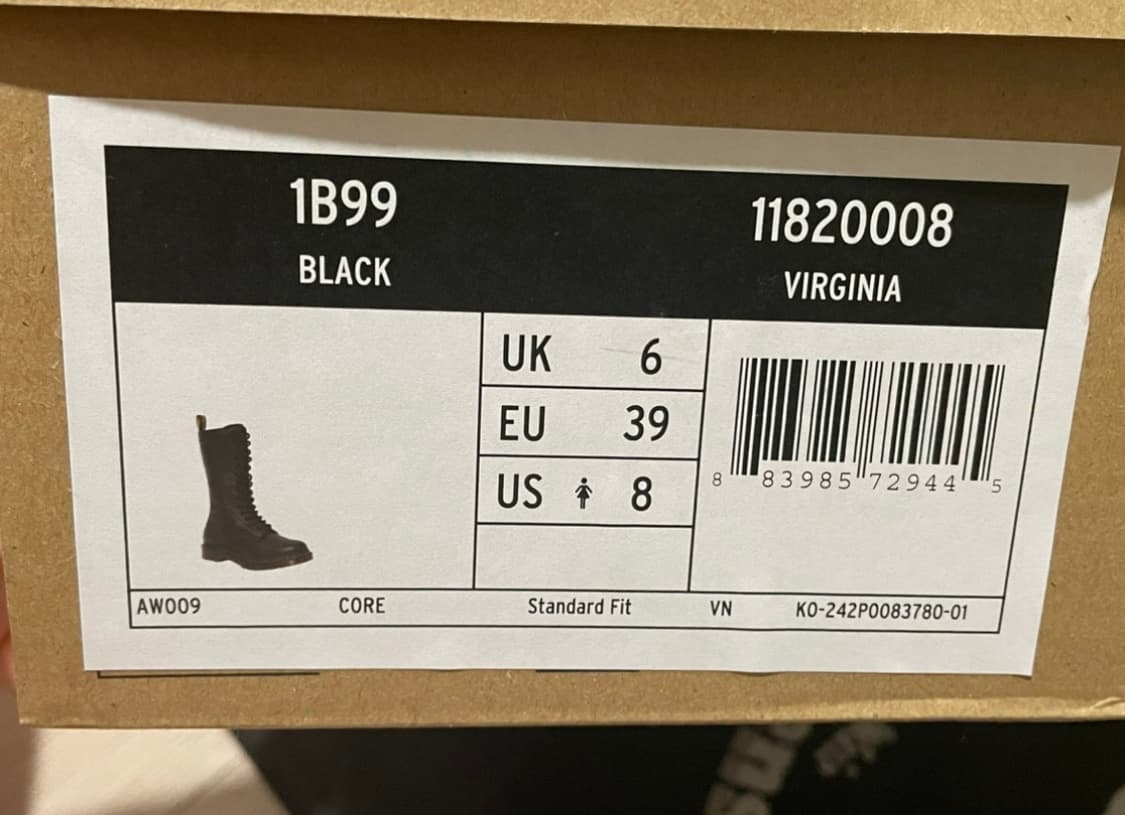 1B99
BLACK
11820008
VIRGINIA
UK 6
EU 39
US 8
8 83985 72944 5
AW009 CORE Standard Fit VN KO-242P0083780-01